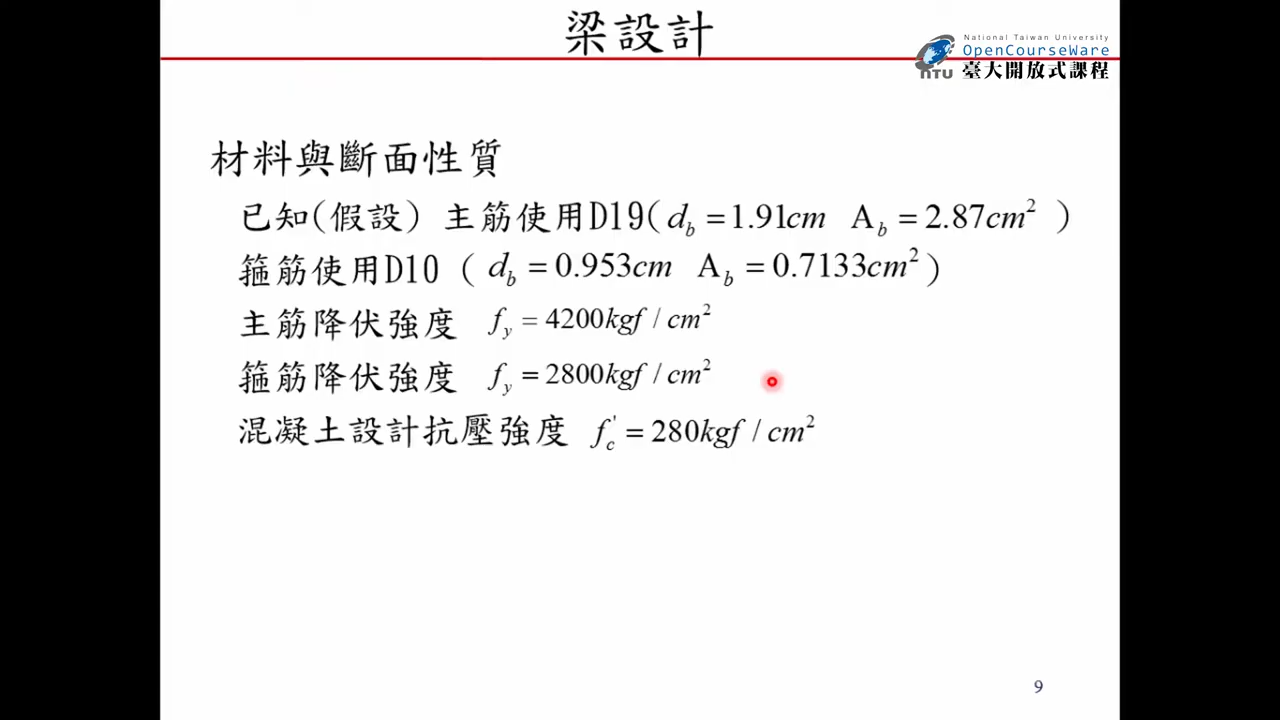 梁設計
National Taiwan University
OpenCourseWare
NTU 臺大開放式課程
材料與斷面性質
已知(假設) 主筋使用D19( d_b = 1.91cm A_b = 2.87cm² )
箍筋使用D10 ( d_b = 0.953cm A_b = 0.7133cm² )
主筋降伏強度 f_y = 4200kgf / cm²
箍筋降伏強度 f_y = 2800kgf / cm²
混凝土設計抗壓強度 f_c' = 280kgf / cm²
9